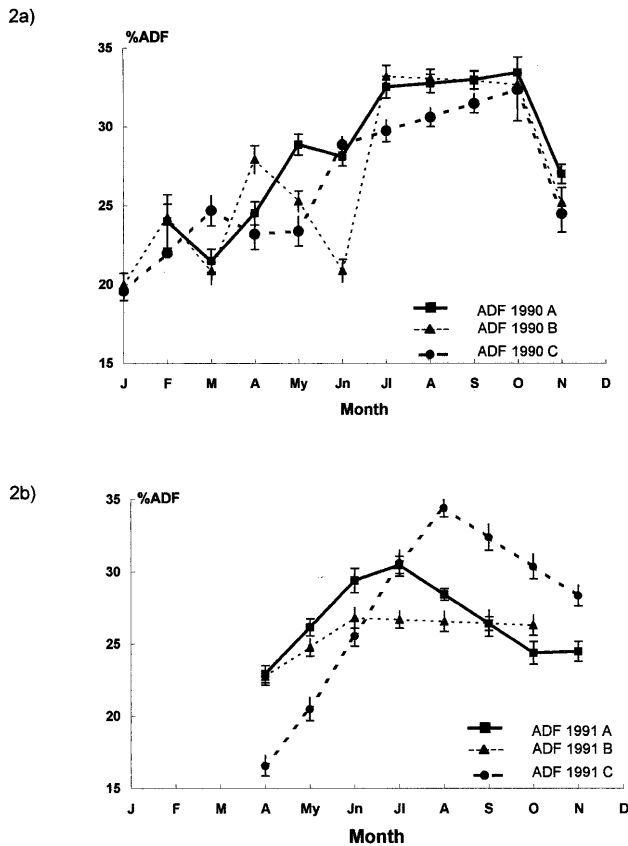 2a)
%ADF
35
30
25
20
15
ADF 1990 A
ADF 1990 B
ADF 1990 C
J F M A My Jn Jl A S O N D
Month
2b)
%ADF
35
30
25
20
15
ADF 1991 A
ADF 1991 B
ADF 1991 C
J F M A My Jn Jl A S O N D
Month